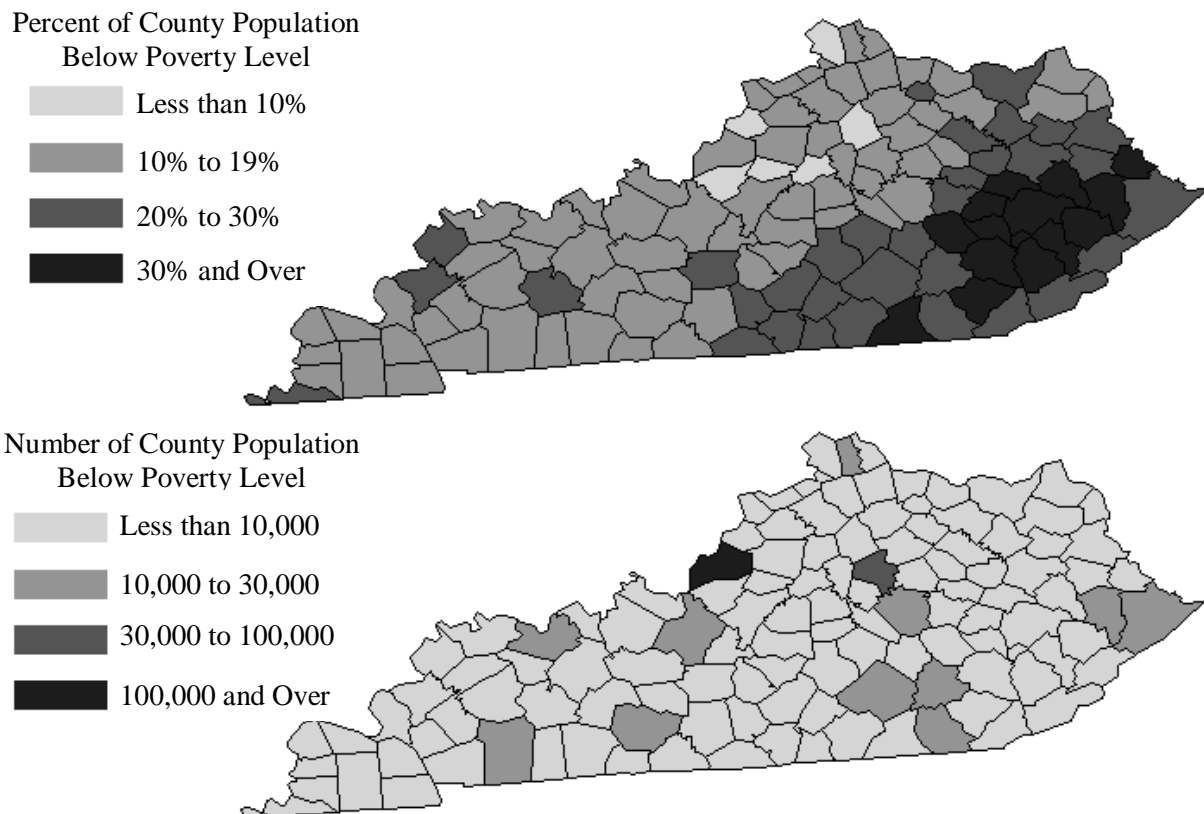 Percent of County Population
Below Poverty Level
Less than 10%
10% to 19%
20% to 30%
30% and Over
Number of County Population
Below Poverty Level
Less than 10,000
10,000 to 30,000
30,000 to 100,000
100,000 and Over